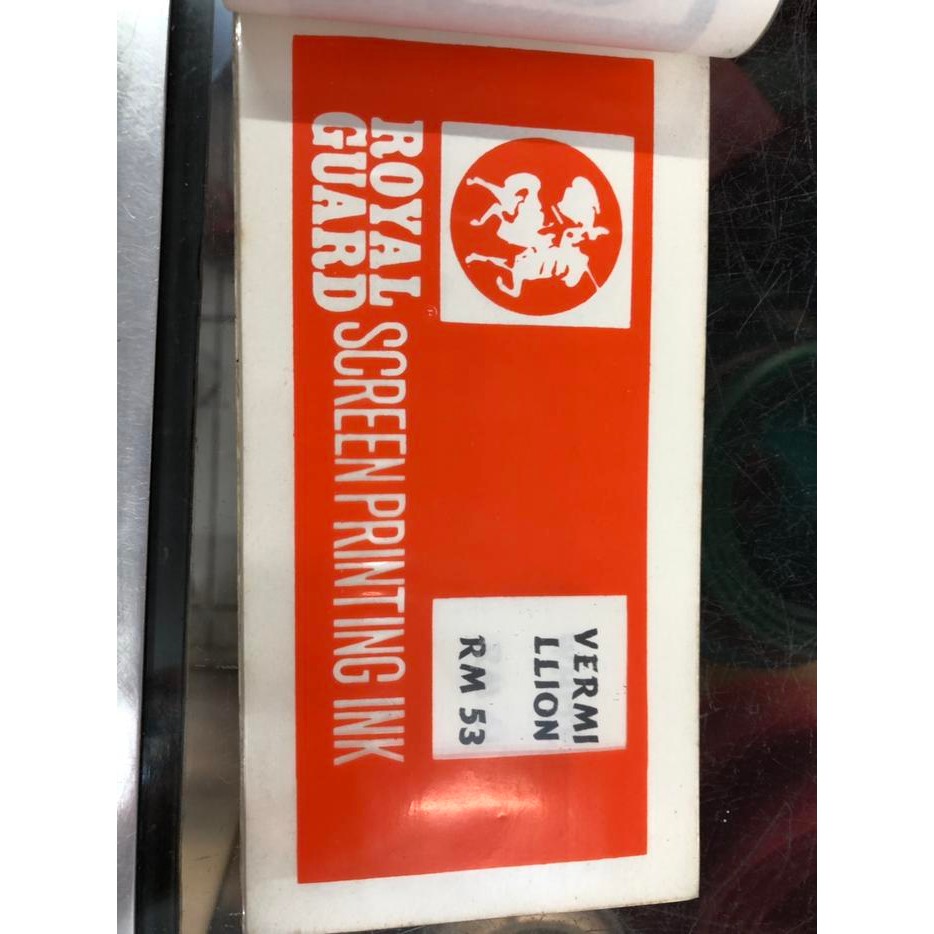 VERMI
LLION
RM 53
ROYAL
GUARD
SCREEN PRINTING INK